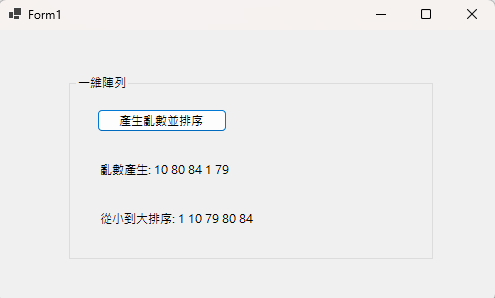 Form1
一維陣列
產生亂數並排序
亂數產生: 10 80 84 1 79
從小到大排序: 1 10 79 80 84